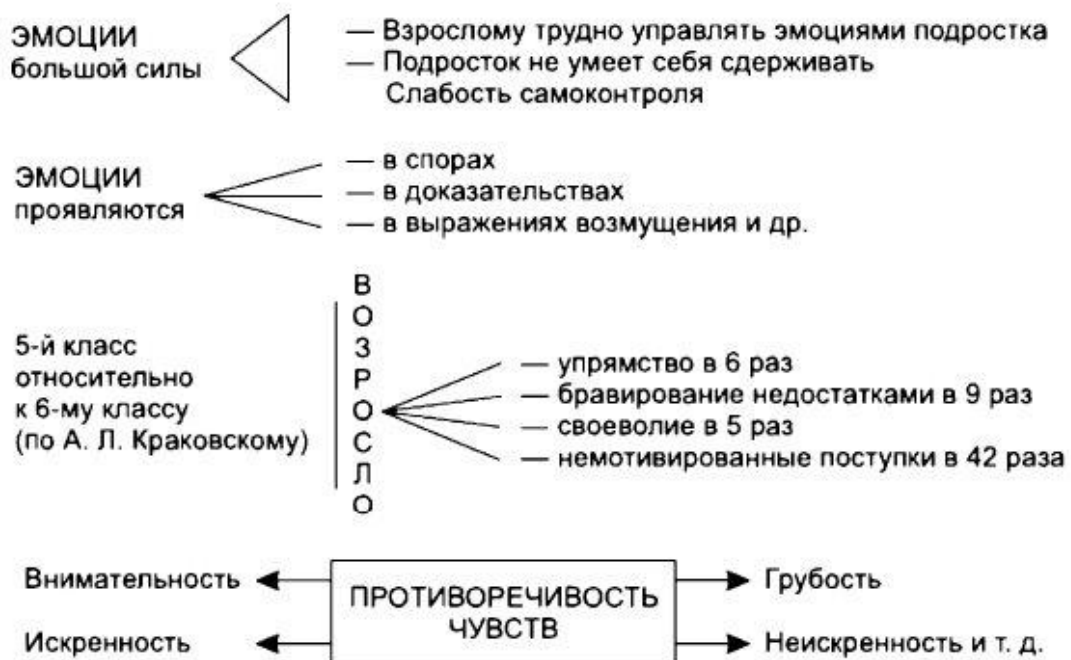 ЭМОЦИИ
большой силы
— Взрослому трудно управлять эмоциями подростка
— Подросток не умеет себя сдерживать
Слабость самоконтроля
ЭМОЦИИ
проявляются
— в спорах
— в доказательствах
— в выражениях возмущения и др.
5-й класс
относительно
к 6-му классу
(по А. Л. Краковскому)
ВОЗРОСЛО
— упрямство в 6 раз
— бравирование недостатками в 9 раз
— своеволие в 5 раз
— немотивированные поступки в 42 раза
Внимательность
Искренность
ПРОТИВОРЕЧИВОСТЬ
ЧУВСТВ
Грубость
Неискренность и т. д.